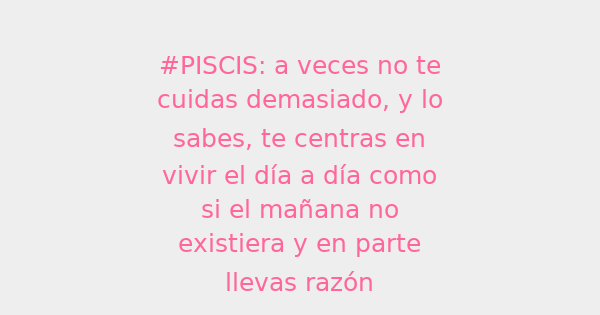 #PISCIS: a veces no te
cuidas demasiado, y lo
sabes, te centras en
vivir el día a día como
si el mañana no
existiera y en parte
llevas razón